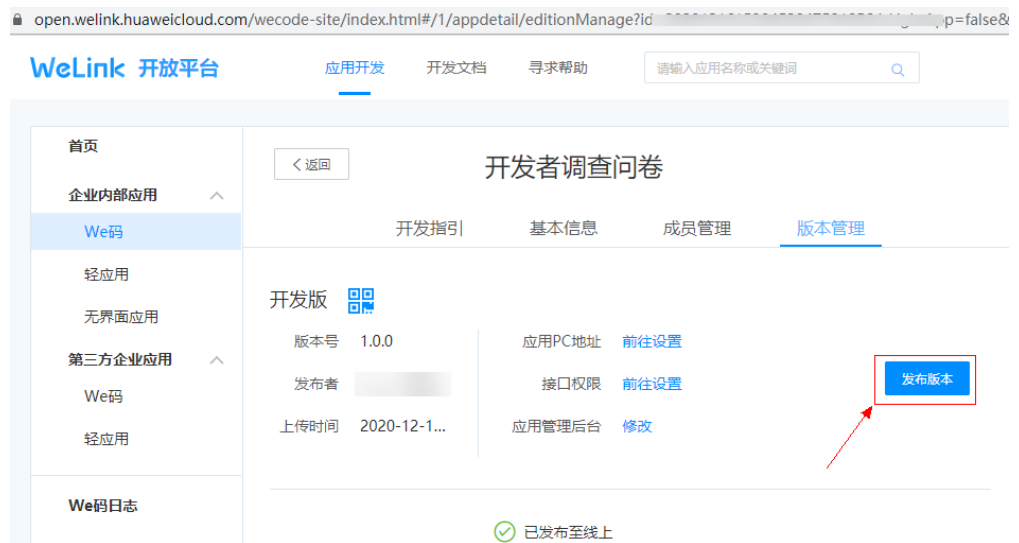 open.welink.huaweicloud.com/wecode-site/index.html#/1/appdetail/editionManage?id
p=false&
WeLink 开放平台
应用开发
开发文档
寻求帮助
请输入应用名称或关键词
首页
企业内部应用
We码
轻应用
无界面应用
第三方企业应用
We码
轻应用
We码日志
返回
开发者调查问卷
开发指引
基本信息
成员管理
版本管理
开发版
版本号 1.0.0
发布者
上传时间 2020-12-1...
应用PC地址 前往设置
接口权限 前往设置
应用管理后台 修改
发布版本
已发布至线上